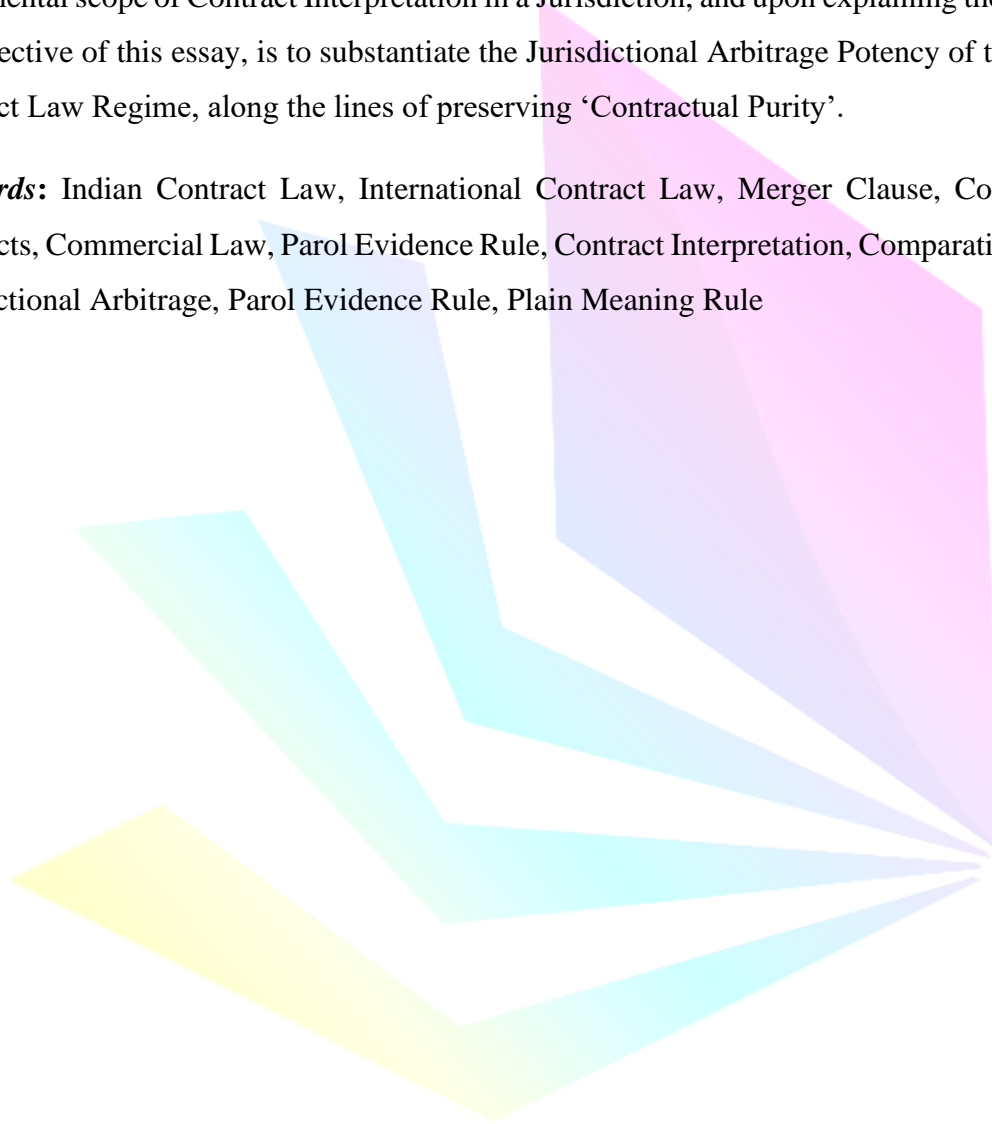 nental scope of Contract Interpretation in a Jurisdiction, and upon explaining the
ective of this essay, is to substantiate the Jurisdictional Arbitrage Potency of t
ct Law Regime, along the lines of preserving ‘Contractual Purity’.
rds: Indian Contract Law, International Contract Law, Merger Clause, Co
cts, Commercial Law, Parol Evidence Rule, Contract Interpretation, Comparati
ctional Arbitrage, Parol Evidence Rule, Plain Meaning Rule